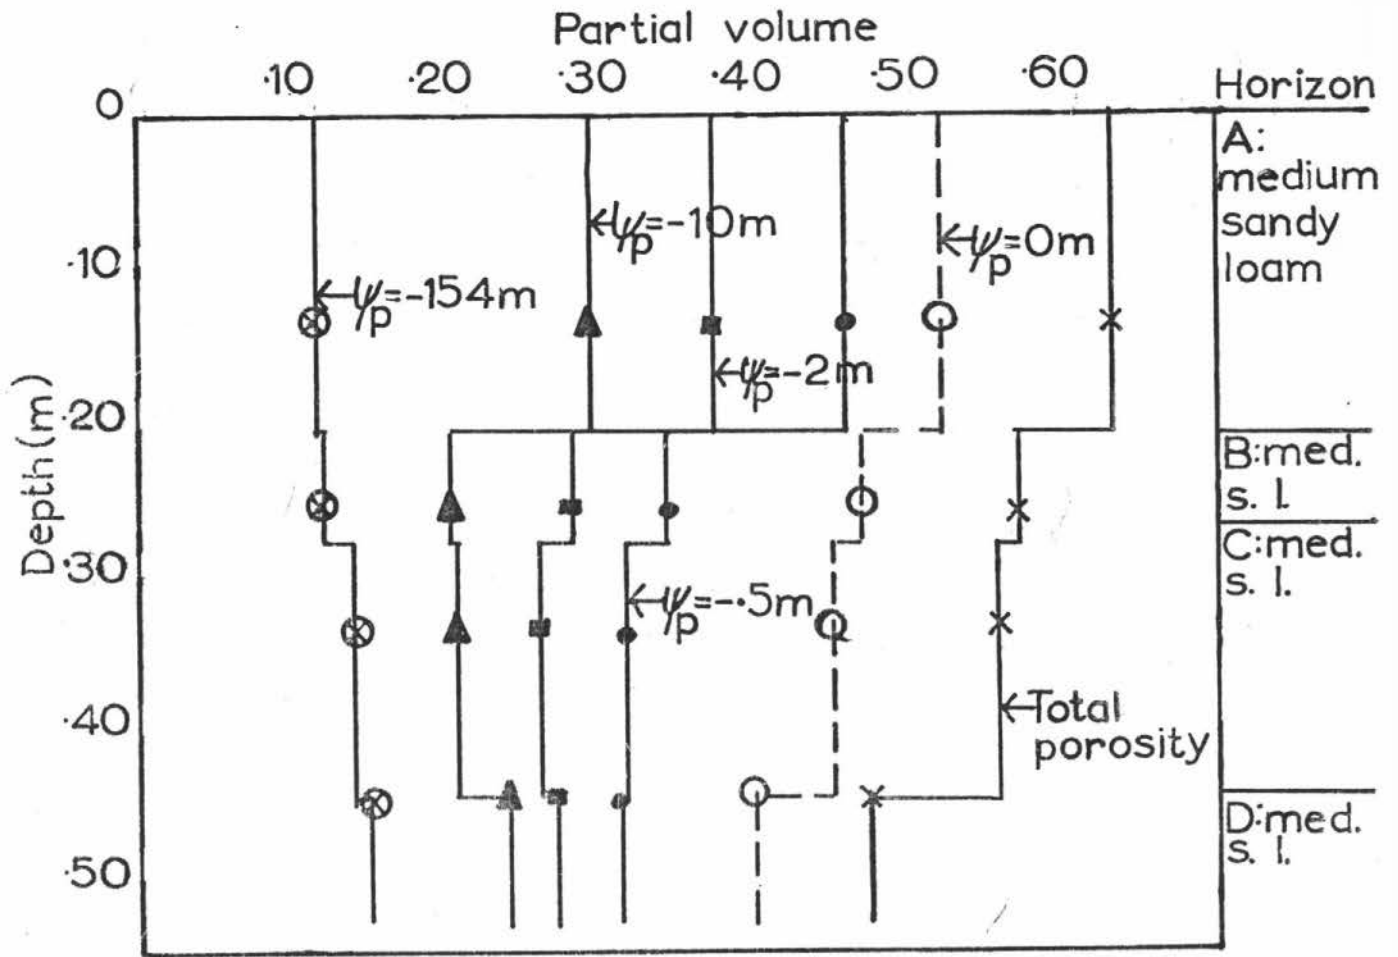 Partial volume
·10 ·20 ·30 ·40 ·50 ·60 Horizon
0
A:
medium
sandy
loam
ψp=-10m
ψp=0m
·10
ψp=-154m
ψp=-2m
·20
B:med.
s. l.
C:med.
s. l.
·30
ψp=-·5m
·40
Total
porosity
D:med.
s. l.
·50
Depth(m)